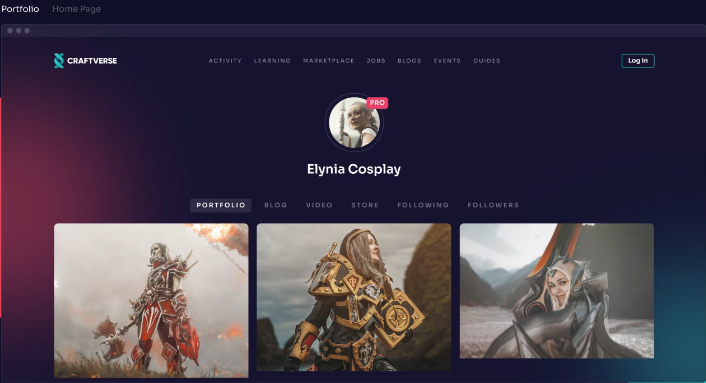 Portfolio Home Page
CRAFTVERSE ACTIVITY LEARNING MARKETPLACE JOBS BLOGS EVENTS GUIDES Log In
PRO
Elynia Cosplay
PORTFOLIO BLOG VIDEO STORE FOLLOWING FOLLOWERS